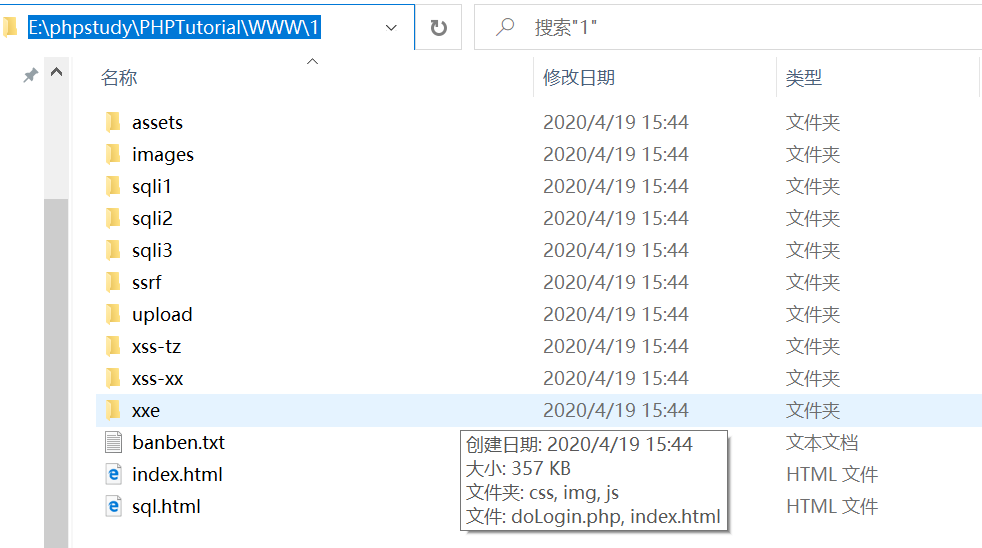 E:\phpstudy\PHPTutorial\WWW\1 搜索"1"
名称 修改日期 类型
assets 2020/4/19 15:44 文件夹
images 2020/4/19 15:44 文件夹
sqli1 2020/4/19 15:44 文件夹
sqli2 2020/4/19 15:44 文件夹
sqli3 2020/4/19 15:44 文件夹
ssrf 2020/4/19 15:44 文件夹
upload 2020/4/19 15:44 文件夹
xss-tz 2020/4/19 15:44 文件夹
xss-xx 2020/4/19 15:44 文件夹
xxe 2020/4/19 15:44 文件夹
banben.txt 创建日期: 2020/4/19 15:44 文本文档
大小: 357 KB
index.html 文件夹: css, img, js HTML 文件
sql.html 文件: doLogin.php, index.html HTML 文件